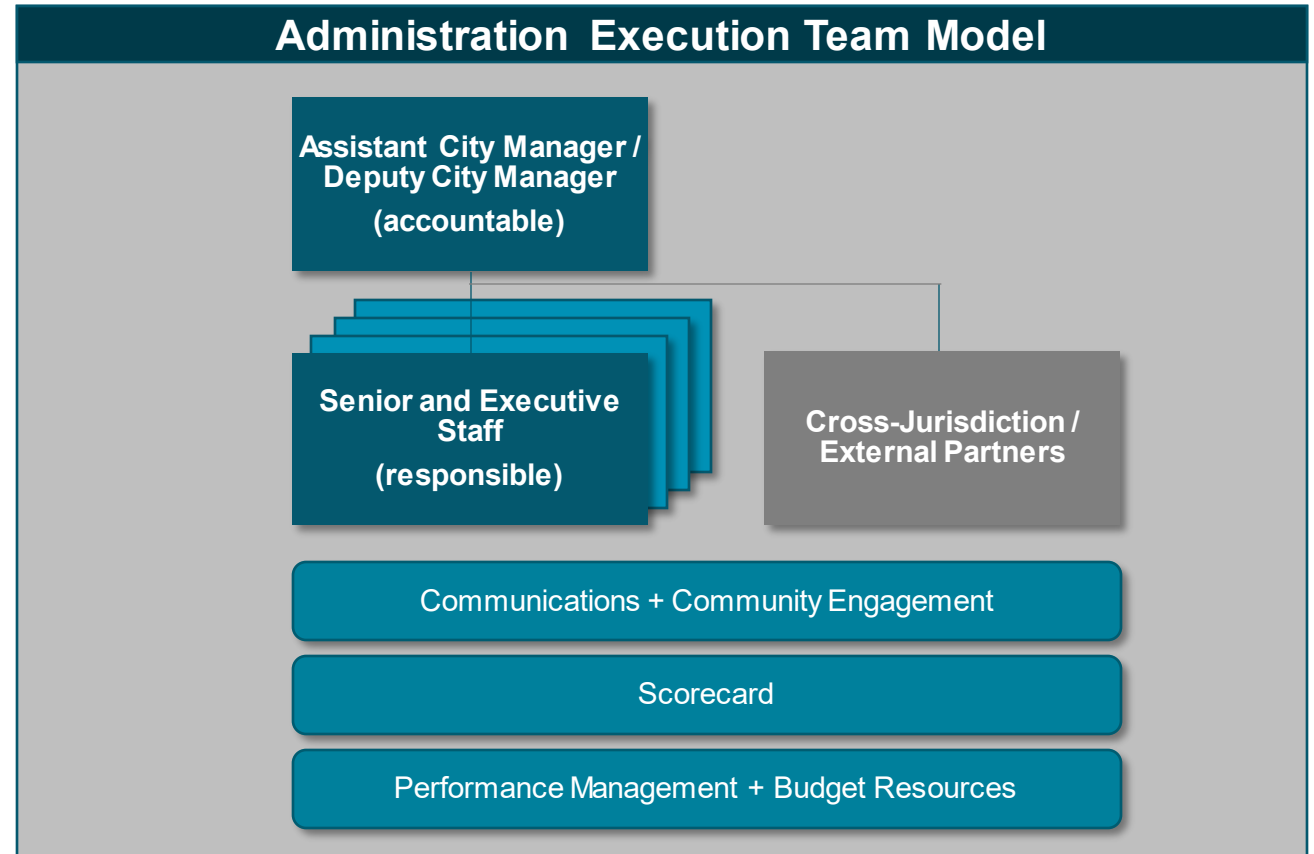 Administration Execution Team Model
Assistant City Manager /
Deputy City Manager
(accountable)
Senior and Executive
Staff
(responsible)
Cross-Jurisdiction /
External Partners
Communications + Community Engagement
Scorecard
Performance Management + Budget Resources